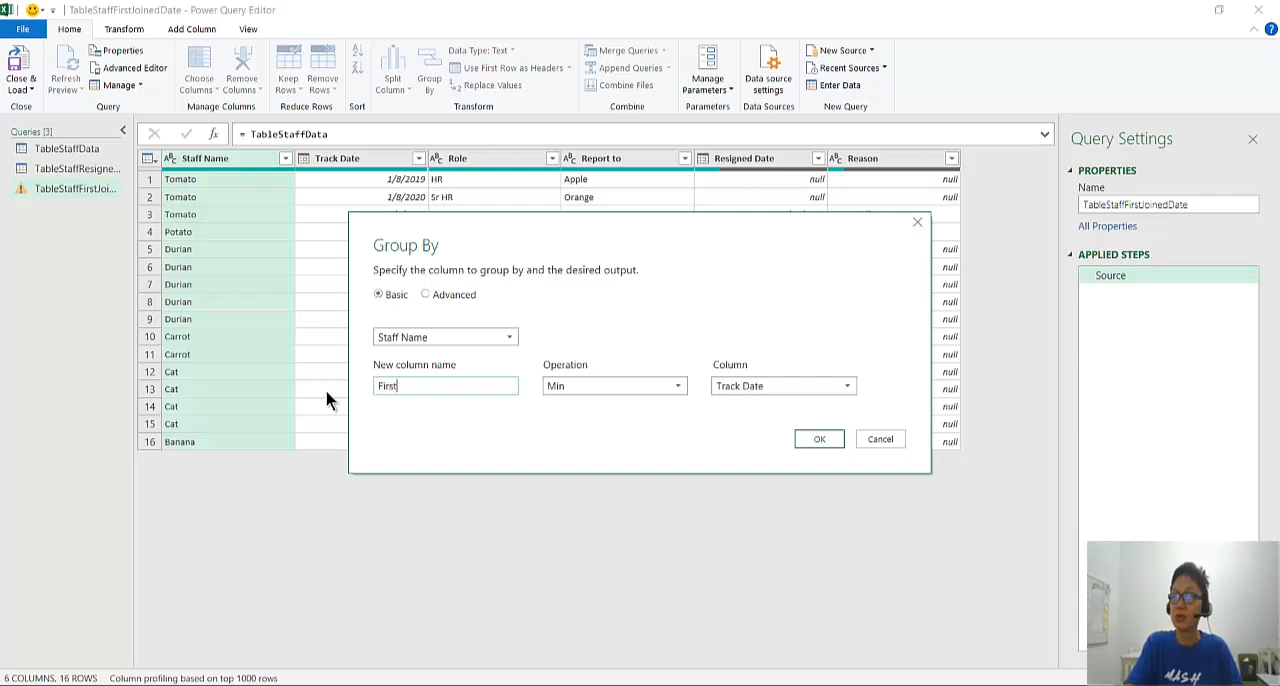 TableStaffFirstJoinedDate - Power Query Editor
File Home Transform Add Column View
Close & Load
Close
Refresh Preview
Properties
Advanced Editor
Manage
Query
Choose Columns
Remove Columns
Manage Columns
Keep Rows
Remove Rows
Reduce Rows
Sort
Split Column
Group By
Data Type: Text
Use First Row as Headers
Replace Values
Transform
Merge Queries
Append Queries
Combine Files
Combine
Manage Parameters
Parameters
Data source settings
Data Sources
New Source
Recent Sources
Enter Data
New Query
Queries [3]
TableStaffData
TableStaffResigne...
TableStaffFirstJoi...
fx = TableStaffData
Staff Name Track Date Role Report to Resigned Date Reason
1 Tomato 1/8/2019 HR Apple null null
2 Tomato 1/8/2020 Sr HR Orange null null
3 Tomato
4 Potato
5 Durian null
6 Durian null
7 Durian null
8 Durian null
9 Durian null
10 Carrot null
11 Carrot null
12 Cat null
13 Cat null
14 Cat null
15 Cat null
16 Banana null
Group By
Specify the column to group by and the desired output.
Basic Advanced
Staff Name
New column name Operation Column
First Min Track Date
OK Cancel
Query Settings
PROPERTIES
Name
TableStaffFirstJoinedDate
All Properties
APPLIED STEPS
Source
MASH
6 COLUMNS, 16 ROWS Column profiling based on top 1000 rows